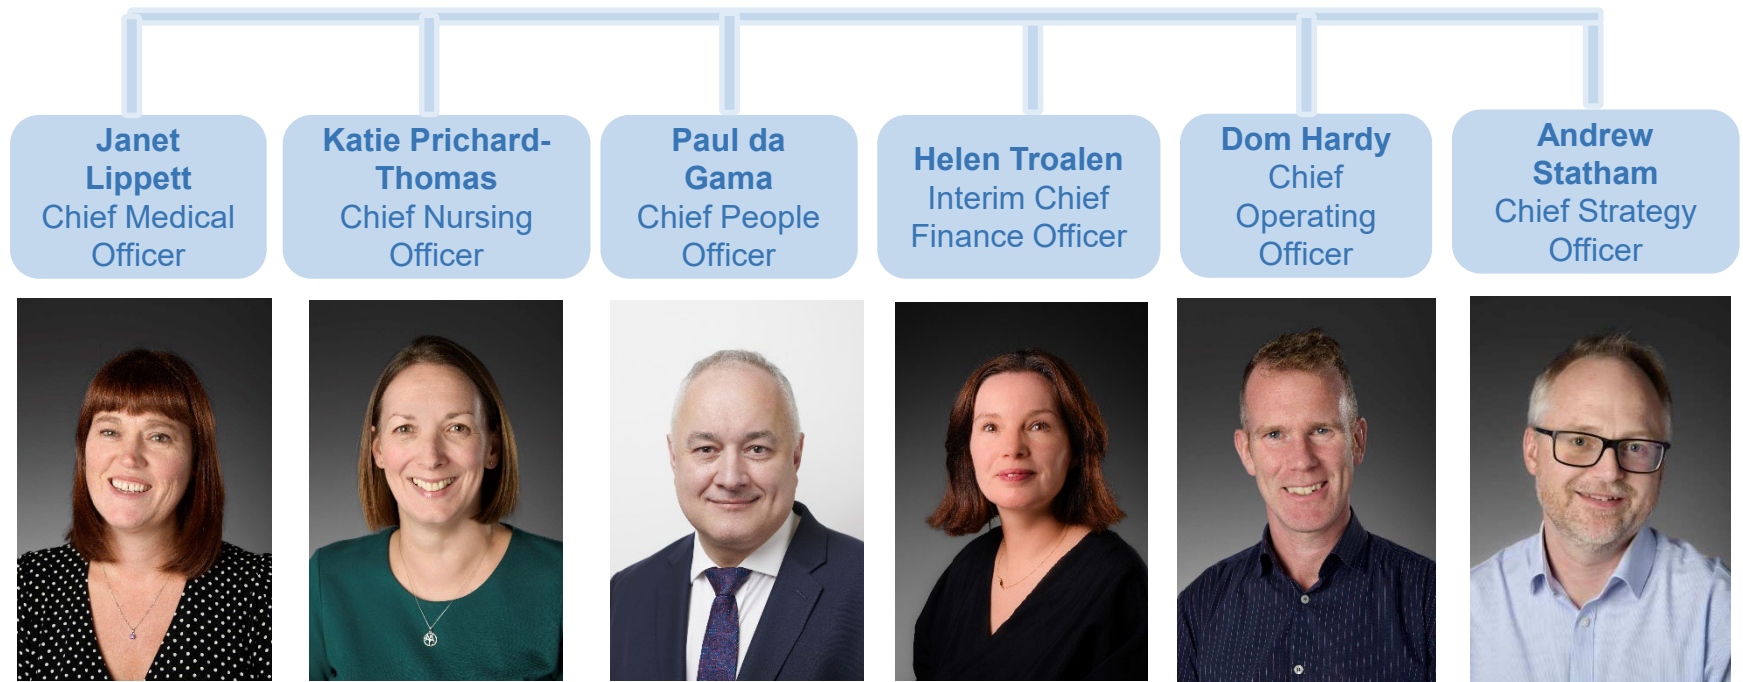 Janet
Lippett
Chief Medical
Officer
Katie Prichard-
Thomas
Chief Nursing
Officer
Paul da
Gama
Chief People
Officer
Helen Troalen
Interim Chief
Finance Officer
Dom Hardy
Chief
Operating
Officer
Andrew
Statham
Chief Strategy
Officer